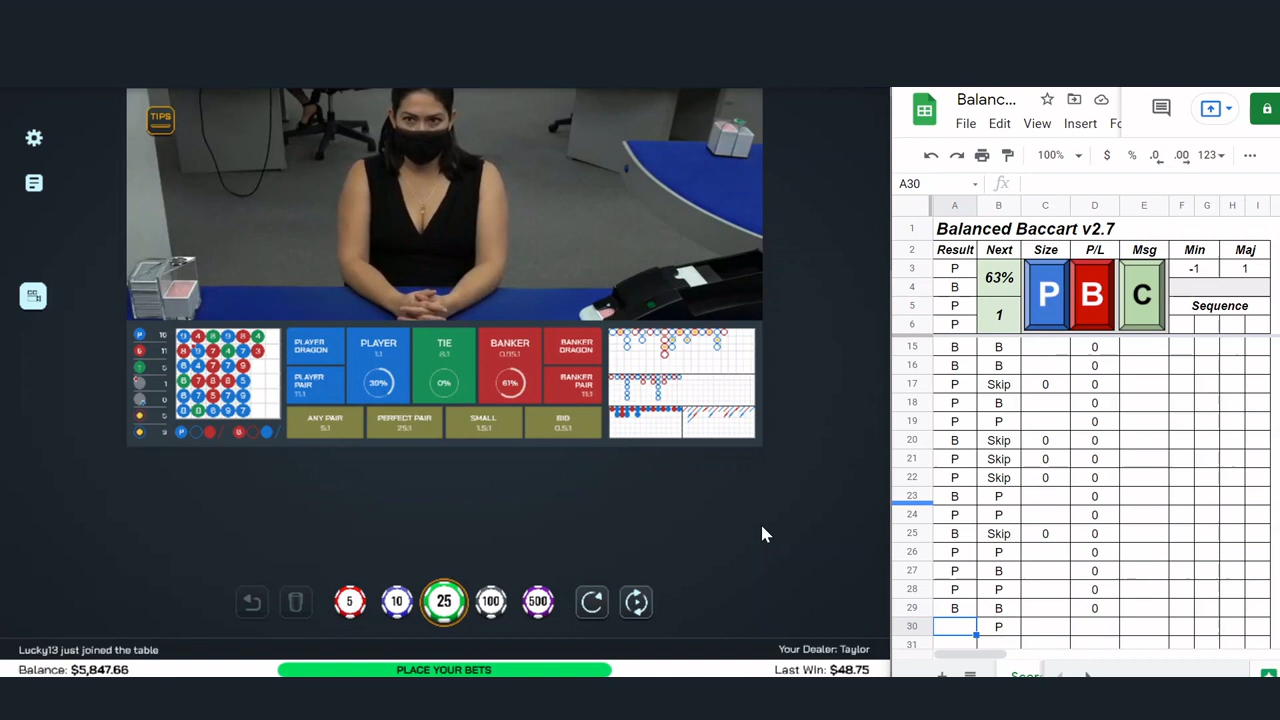 TIPS
P 16
B 11
PLAYER DRAGON
PLAYER
1:1
39%
TIE
8:1
0%
BANKER
0.95:1
61%
BANKER DRAGON
PLAYER PAIR
11:1
BANKER PAIR
11:1
ANY PAIR
5:1
PERFECT PAIR
25:1
SMALL
1.5:1
BIG
0.5:1
5 10 25 100 500
Lucky13 just joined the table
Your Dealer: Taylor
Balance: $5,847.66
PLACE YOUR BETS
Last Win: $48.75
Balanc...
File Edit View Insert
100% $ % .0 .00 123 ...
A30 fx
A B C D E F G H I
1 Balanced Baccart v2.7
2 Result Next Size P/L Msg Min Maj
3 P 63% P B C -1 1
4 B
5 P 1 Sequence
6 P
15 B B 0
16 B B 0
17 P Skip 0 0
18 P B 0
19 P P 0
20 B Skip 0 0
21 P Skip 0 0
22 P Skip 0 0
23 B P 0
24 P P 0
25 B Skip 0 0
26 P P 0
27 P B 0
28 P P 0
29 B B 0
30 P
31